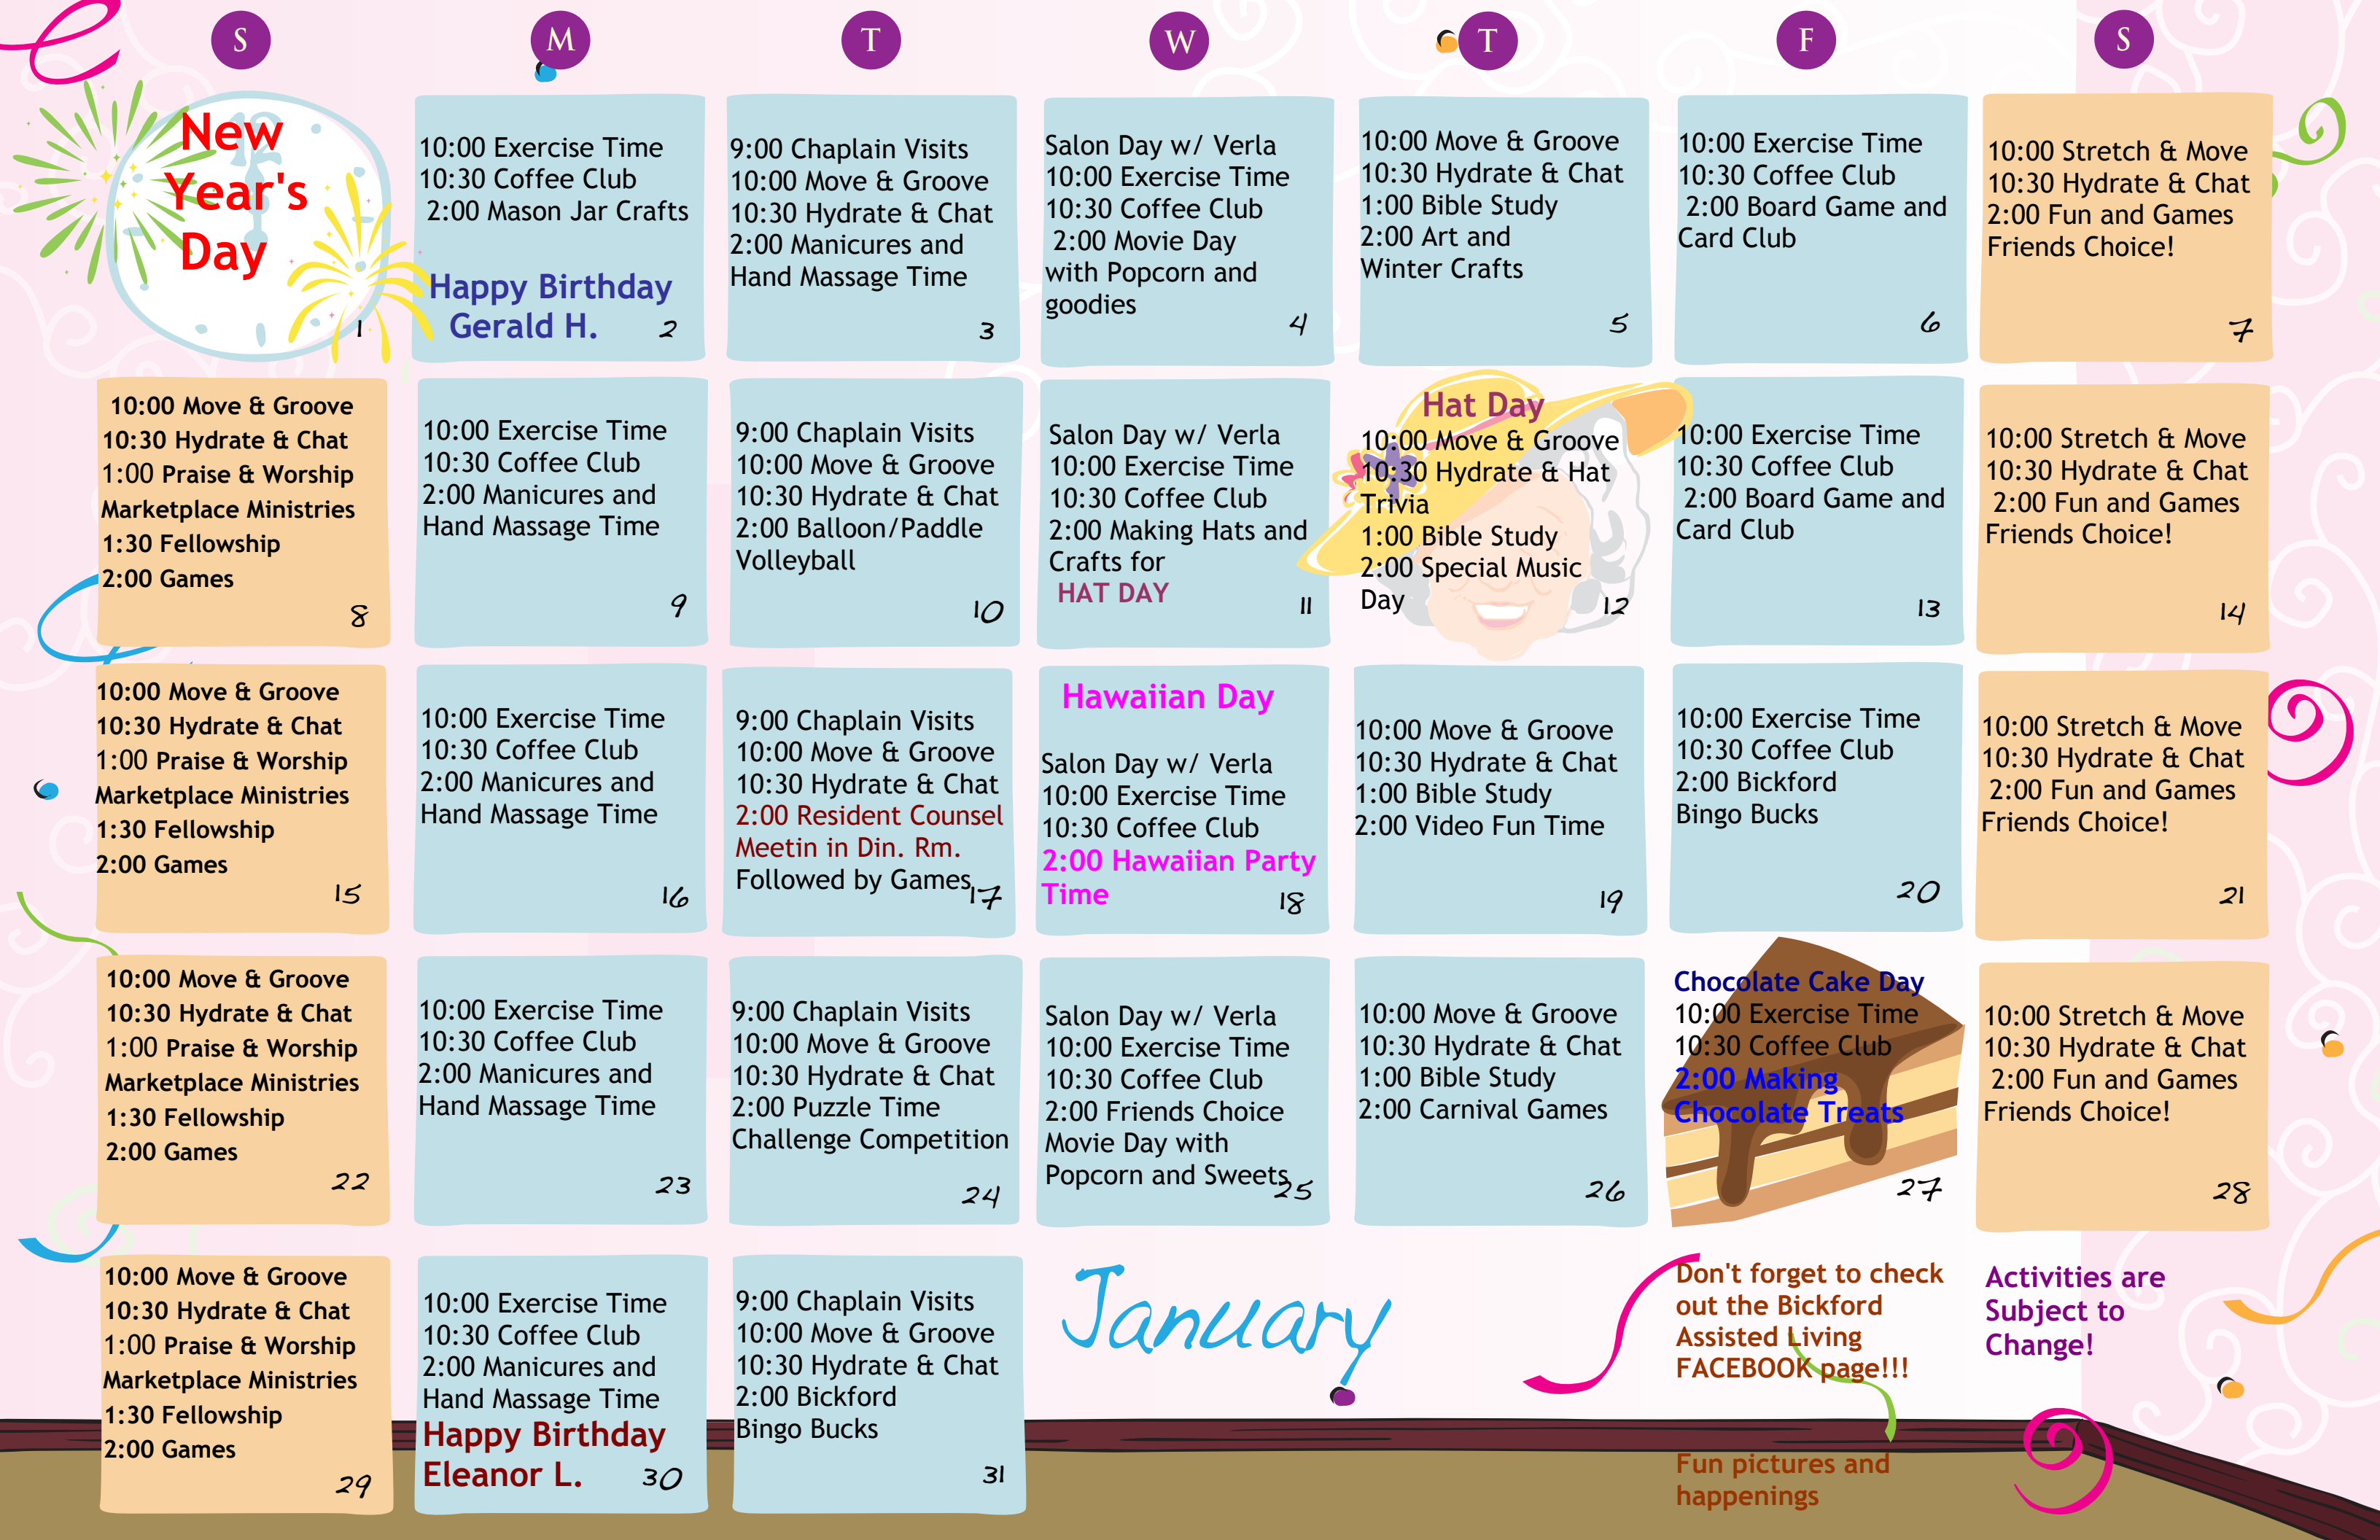 S
M
T
W
T
F
S
New
Year's
Day
1
10:00 Exercise Time
10:30 Coffee Club
2:00 Mason Jar Crafts
Happy Birthday
Gerald H.
2
9:00 Chaplain Visits
10:00 Move & Groove
10:30 Hydrate & Chat
2:00 Manicures and
Hand Massage Time
3
Salon Day w/ Verla
10:00 Exercise Time
10:30 Coffee Club
2:00 Movie Day
with Popcorn and
goodies
4
10:00 Move & Groove
10:30 Hydrate & Chat
1:00 Bible Study
2:00 Art and
Winter Crafts
5
10:00 Exercise Time
10:30 Coffee Club
2:00 Board Game and
Card Club
6
10:00 Stretch & Move
10:30 Hydrate & Chat
2:00 Fun and Games
Friends Choice!
7
10:00 Move & Groove
10:30 Hydrate & Chat
1:00 Praise & Worship
Marketplace Ministries
1:30 Fellowship
2:00 Games
8
10:00 Exercise Time
10:30 Coffee Club
2:00 Manicures and
Hand Massage Time
9
9:00 Chaplain Visits
10:00 Move & Groove
10:30 Hydrate & Chat
2:00 Balloon/Paddle
Volleyball
10
Salon Day w/ Verla
10:00 Exercise Time
10:30 Coffee Club
2:00 Making Hats and
Crafts for
HAT DAY
11
Hat Day
10:00 Move & Groove
10:30 Hydrate & Hat
Trivia
1:00 Bible Study
2:00 Special Music
Day
12
10:00 Exercise Time
10:30 Coffee Club
2:00 Board Game and
Card Club
13
10:00 Stretch & Move
10:30 Hydrate & Chat
2:00 Fun and Games
Friends Choice!
14
10:00 Move & Groove
10:30 Hydrate & Chat
1:00 Praise & Worship
Marketplace Ministries
1:30 Fellowship
2:00 Games
15
10:00 Exercise Time
10:30 Coffee Club
2:00 Manicures and
Hand Massage Time
16
9:00 Chaplain Visits
10:00 Move & Groove
10:30 Hydrate & Chat
2:00 Resident Counsel
Meetin in Din. Rm.
Followed by Games
17
Hawaiian Day
Salon Day w/ Verla
10:00 Exercise Time
10:30 Coffee Club
2:00 Hawaiian Party
Time
18
10:00 Move & Groove
10:30 Hydrate & Chat
1:00 Bible Study
2:00 Video Fun Time
19
10:00 Exercise Time
10:30 Coffee Club
2:00 Bickford
Bingo Bucks
20
10:00 Stretch & Move
10:30 Hydrate & Chat
2:00 Fun and Games
Friends Choice!
21
10:00 Move & Groove
10:30 Hydrate & Chat
1:00 Praise & Worship
Marketplace Ministries
1:30 Fellowship
2:00 Games
22
10:00 Exercise Time
10:30 Coffee Club
2:00 Manicures and
Hand Massage Time
23
9:00 Chaplain Visits
10:00 Move & Groove
10:30 Hydrate & Chat
2:00 Puzzle Time
Challenge Competition
24
Salon Day w/ Verla
10:00 Exercise Time
10:30 Coffee Club
2:00 Friends Choice
Movie Day with
Popcorn and Sweets
25
10:00 Move & Groove
10:30 Hydrate & Chat
1:00 Bible Study
2:00 Carnival Games
26
Chocolate Cake Day
10:00 Exercise Time
10:30 Coffee Club
2:00 Making
Chocolate Treats
27
10:00 Stretch & Move
10:30 Hydrate & Chat
2:00 Fun and Games
Friends Choice!
28
10:00 Move & Groove
10:30 Hydrate & Chat
1:00 Praise & Worship
Marketplace Ministries
1:30 Fellowship
2:00 Games
29
10:00 Exercise Time
10:30 Coffee Club
2:00 Manicures and
Hand Massage Time
Happy Birthday
Eleanor L.
30
9:00 Chaplain Visits
10:00 Move & Groove
10:30 Hydrate & Chat
2:00 Bickford
Bingo Bucks
31
January
Don't forget to check
out the Bickford
Assisted Living
FACEBOOK page!!!
Fun pictures and
happenings
Activities are
Subject to
Change!